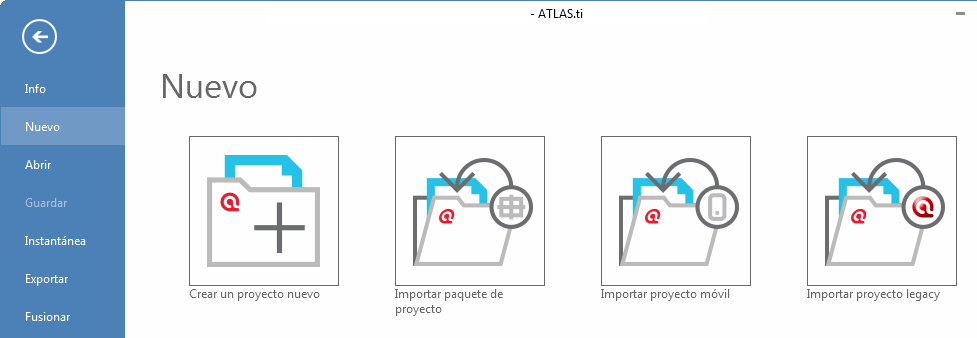 - ATLAS.ti
Info
Nuevo
Abrir
Guardar
Instantánea
Exportar
Fusionar
Nuevo
Crear un proyecto nuevo
Importar paquete de
proyecto
Importar proyecto móvil
Importar proyecto legacy